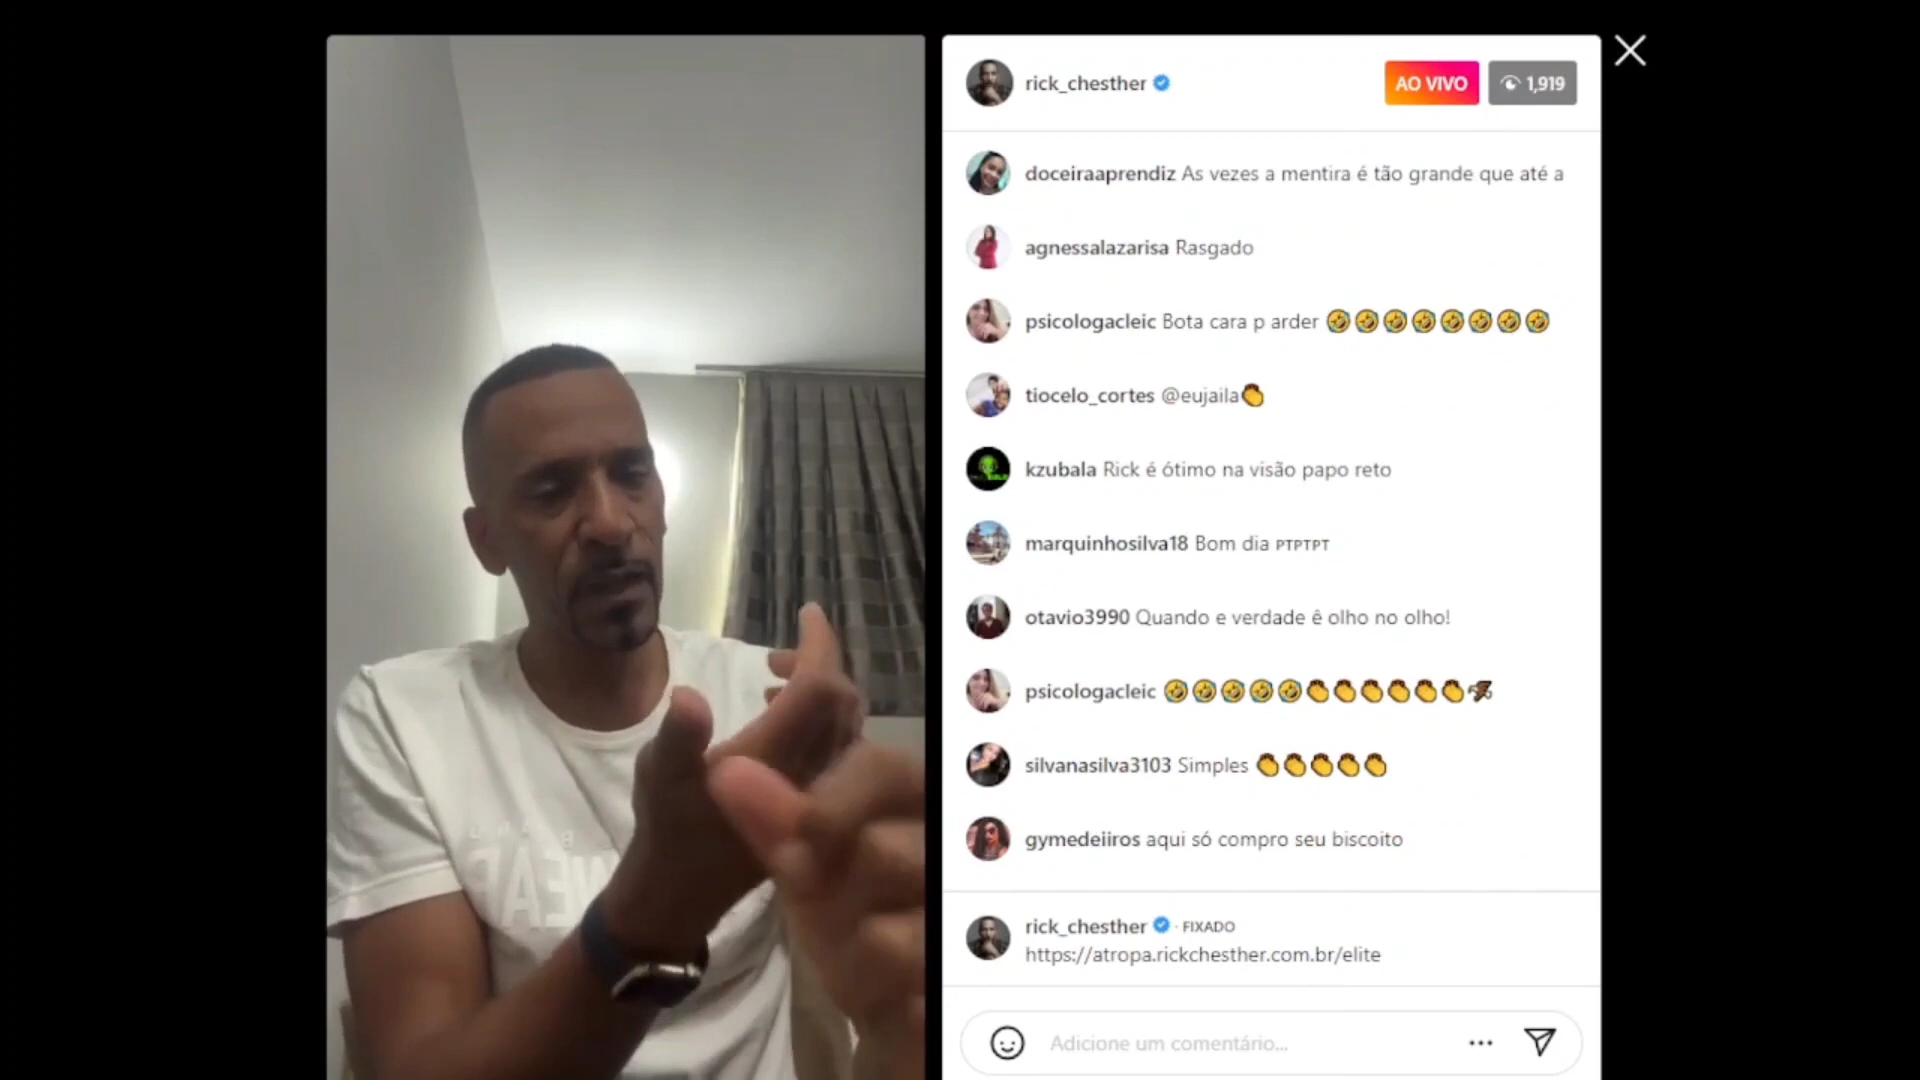 rick_chesther
AO VIVO
1,919
doceiraaprendiz As vezes a mentira é tão grande que até a
agnessalazarisa Rasgado
psicologacleic Bota cara p arder 🤣🤣🤣🤣🤣🤣🤣🤣
tiocelo_cortes @eujaila👏
kzubala Rick é ótimo na visão papo reto
marquinhosilva18 Bom dia PTPTPT
otavio3990 Quando e verdade ê olho no olho!
psicologacleic 🤣🤣🤣🤣🤣👏👏👏👏👏👏
silvanasilva3103 Simples 👏👏👏👏👏
gymedeiiros aqui só compro seu biscoito
rick_chesther · FIXADO
https://atropa.rickchesther.com.br/elite
Adicione um comentário...